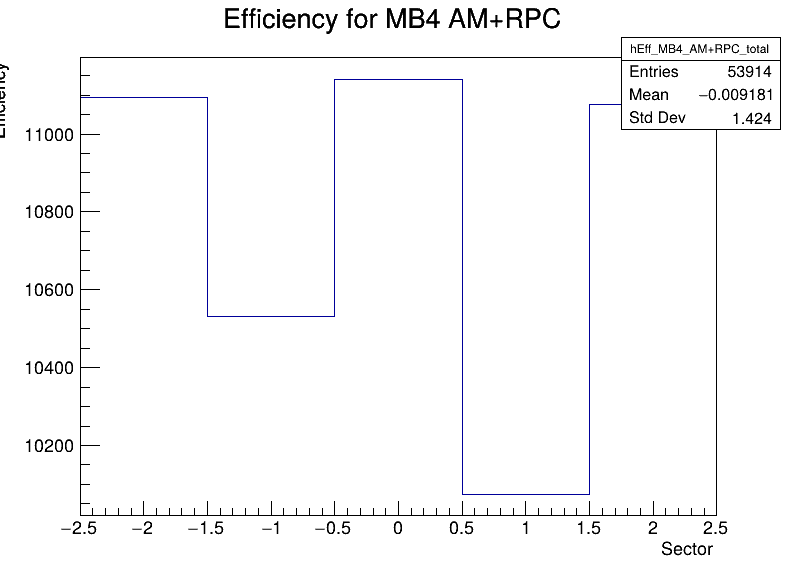 Efficiency for MB4 AM+RPC
hEff_MB4_AM+RPC_total
Entries 53914
Mean −0.009181
Std Dev 1.424
Efficiency
11000
10800
10600
10400
10200
−2.5 −2 −1.5 −1 −0.5 0 0.5 1 1.5 2 2.5
Sector